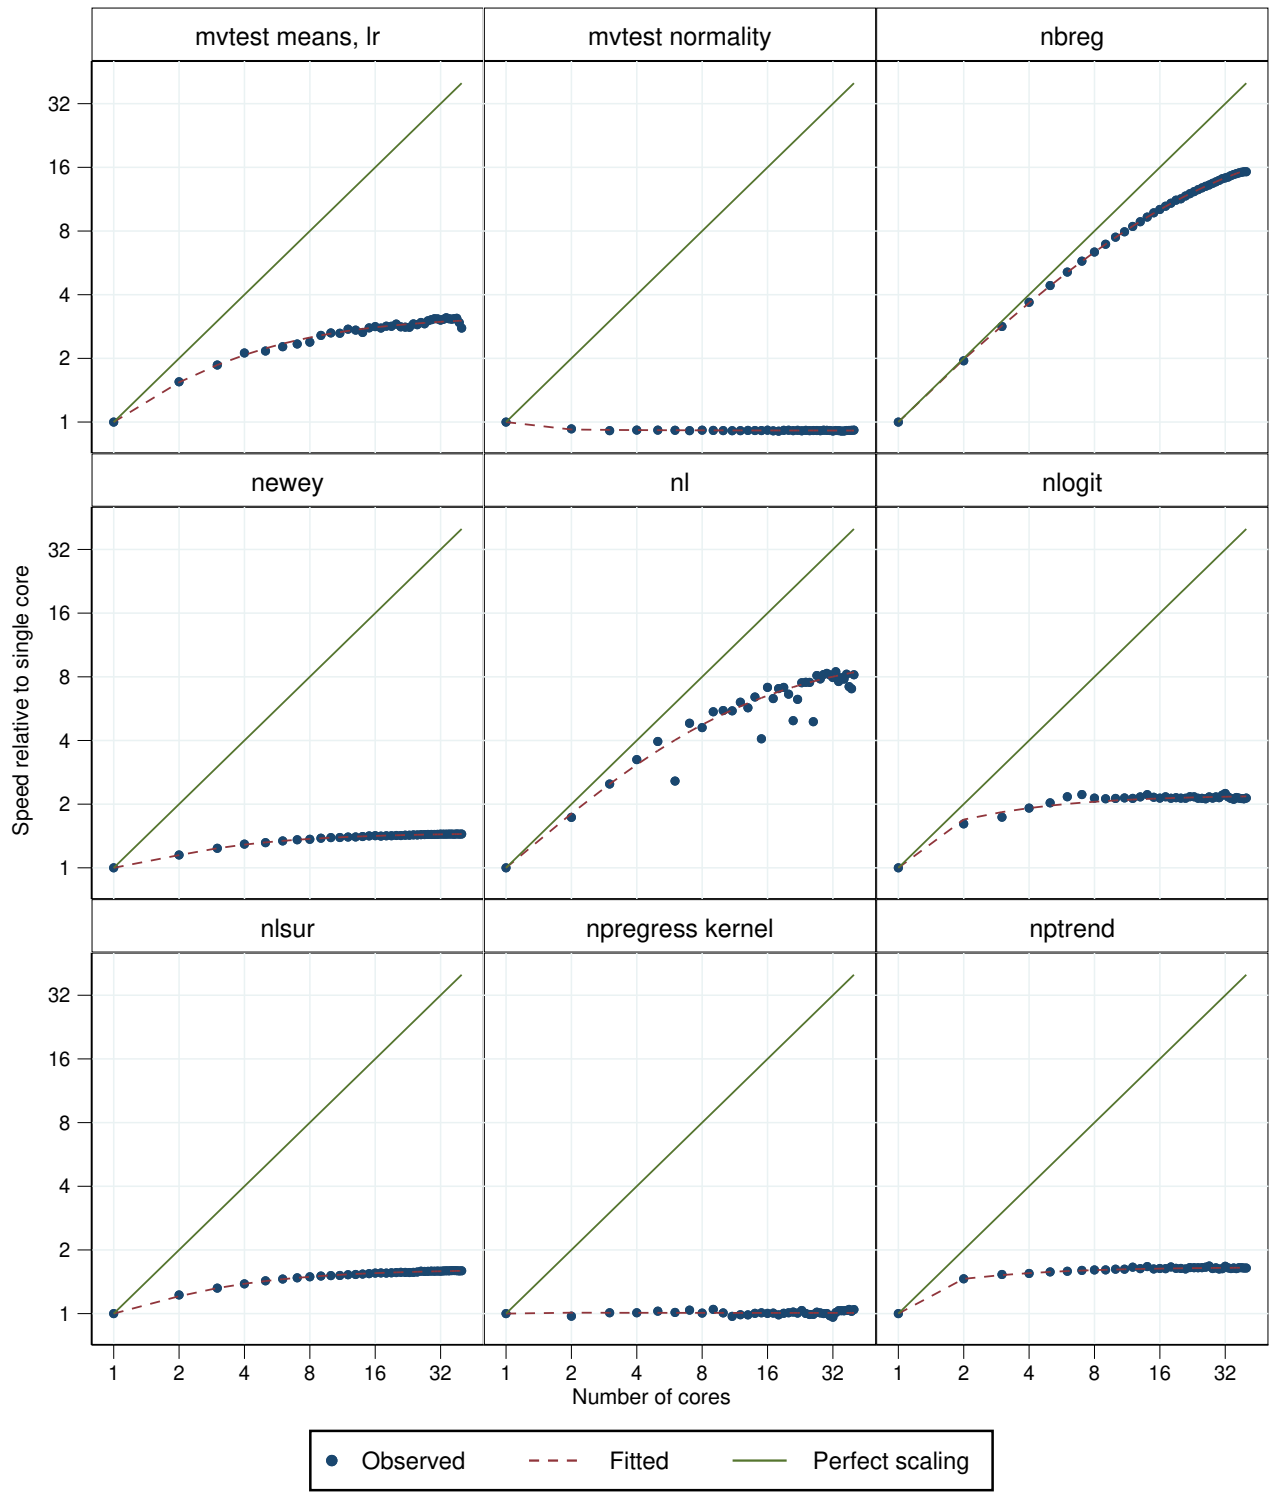 mvtest means, lr
mvtest normality
nbreg
32
16
8
4
2
1
newey
nl
nlogit
32
16
8
4
2
1
Speed relative to single core
nlsur
npregress kernel
nptrend
32
16
8
4
2
1
1 2 4 8 16 32
1 2 4 8 16 32
1 2 4 8 16 32
Number of cores
Observed Fitted Perfect scaling